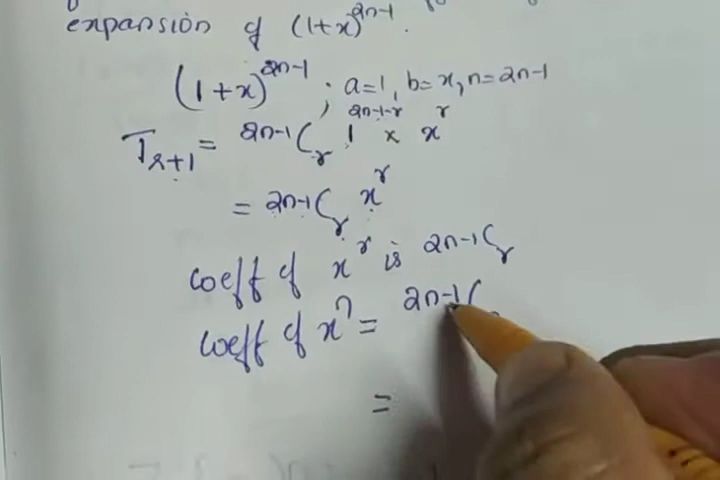 expansion of (1+x)^2n-1.
(1+x)^2n-1 ; a=1, b=x, n=2n-1
T_r+1 = 2n-1C_r 1^2n-1-r × x^r
= 2n-1C_r x^r
coeff of x^r is 2n-1C_r
coeff of x^n = 2n-1C
=